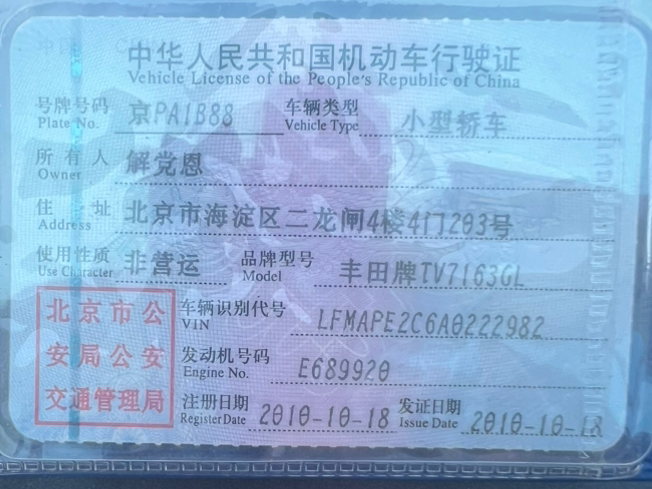 中华人民共和国机动车行驶证
Vehicle License of the People's Republic of China
号牌号码 京PA1B88 车辆类型 小型轿车
Plate No. Vehicle Type
所有人 解党恩
Owner
住址 北京市海淀区二龙闸4楼4门203号
Address
使用性质 非营运 品牌型号 丰田牌TV7163GL
Use Character Model
北京市公安局公安交通管理局
车辆识别代号 LFMAPE2C6A0222982
VIN
发动机号码 E689920
Engine No.
注册日期 2010-10-18 发证日期 2010-10-18
Register Date Issue Date